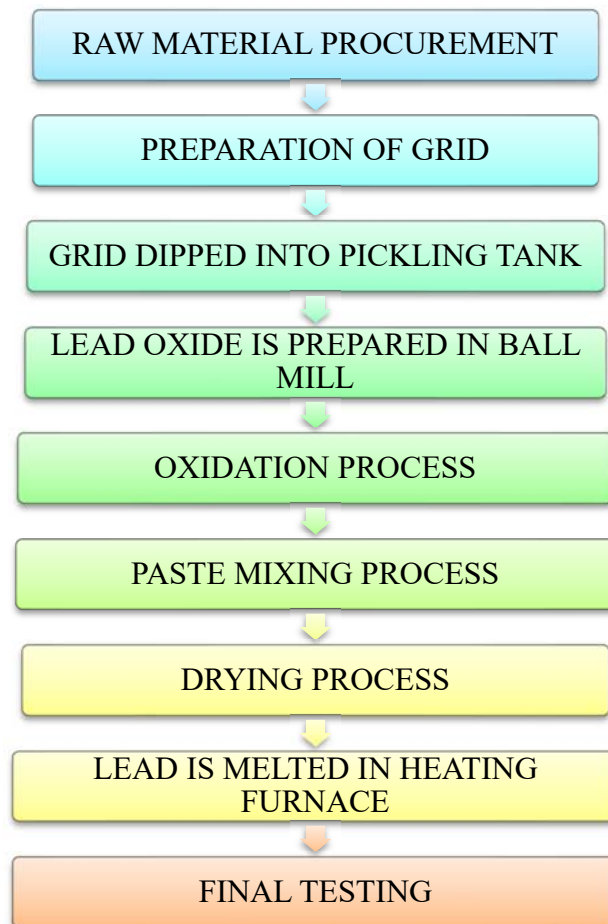 RAW MATERIAL PROCUREMENT
PREPARATION OF GRID
GRID DIPPED INTO PICKLING TANK
LEAD OXIDE IS PREPARED IN BALL
MILL
OXIDATION PROCESS
PASTE MIXING PROCESS
DRYING PROCESS
LEAD IS MELTED IN HEATING
FURNACE
FINAL TESTING